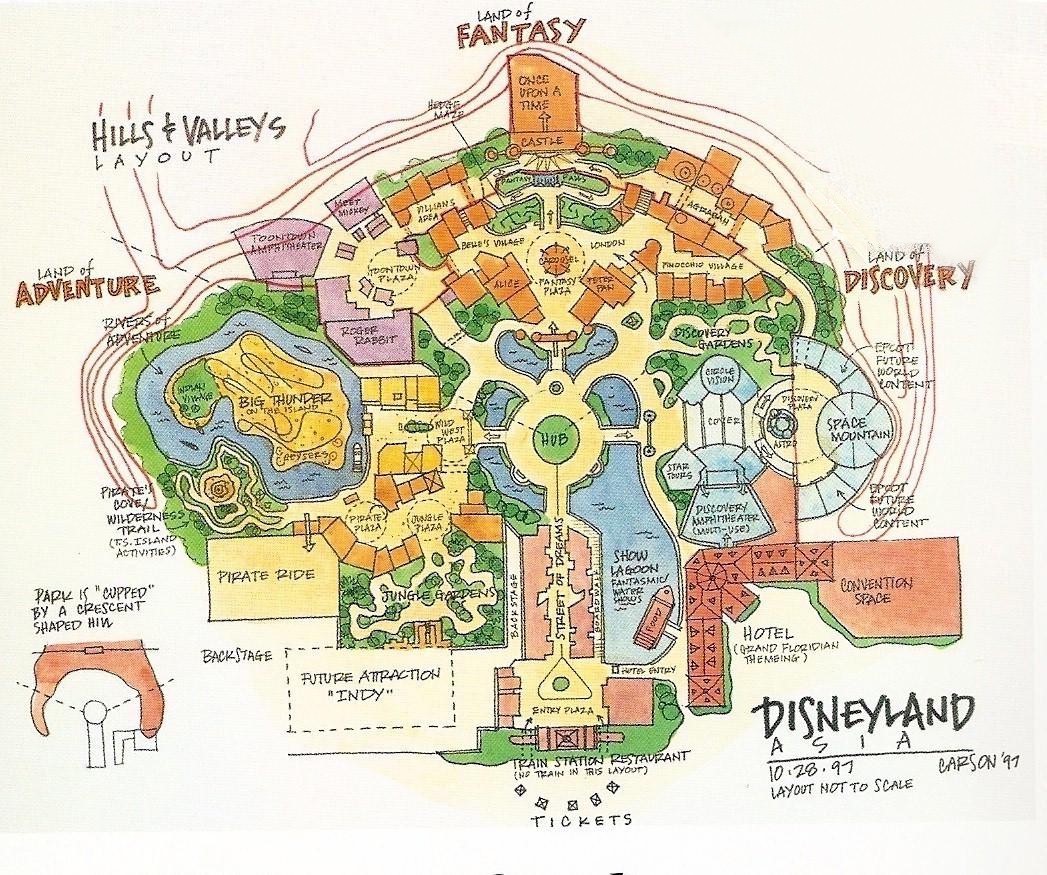 LAND of
FANTASY
HILLS & VALLEYS
LAYOUT
ONCE
UPON A
TIME
CASTLE
HEDGE
MAZE
FANTASY
MEET
MICKEY
VILLIANS
AREA
AGRABAH
TOONTOWN
AMPHITHEATER
BELLE'S VILLAGE
LONDON
CAROUSEL
FANTASY
PLAZA
PINOCCHIO VILLAGE
TOONTOWN
PLAZA
ALICE
PETER
PAN
LAND of
ADVENTURE
LAND of
DISCOVERY
RIVERS of
ADVENTURE
ROGER
RABBIT
DISCOVERY
GARDENS
EPCOT
FUTURE
WORLD
CONTENT
INDIAN
VILLAGE
BIG THUNDER
ON THE ISLAND
GEYSERS
CIRCLE
VISION
DISCOVERY
PLAZA
COVER
ASTRO
SPACE
MOUNTAIN
WILD
WEST
PLAZA
HUB
STAR
TOURS
DISCOVERY
AMPHITHEATER
(MULTI-USE)
EPCOT
FUTURE
WORLD
CONTENT
PIRATE'S
COVE/
WILDERNESS
TRAIL
(T.S. ISLAND
ACTIVITIES)
PIRATE
PLAZA
JUNGLE
PLAZA
PIRATE RIDE
JUNGLE GARDENS
BACKSTAGE
STREET OF DREAMS
BOARDWALK
SHOW
LAGOON
FANTASMIC/
WATER
SHOWS
FOOD
CONVENTION
SPACE
HOTEL
(GRAND FLORIDIAN
THEMEING)
HOTEL ENTRY
PARK IS "CUPPED"
BY A CRESCENT
SHAPED HILL
BACKSTAGE
FUTURE ATTRACTION
"INDY"
ENTRY PLAZA
TRAIN STATION RESTAURANT
(NO TRAIN IN THIS LAYOUT)
TICKETS
DISNEYLAND
ASIA
10·28·97
CARSON '97
LAYOUT NOT TO SCALE